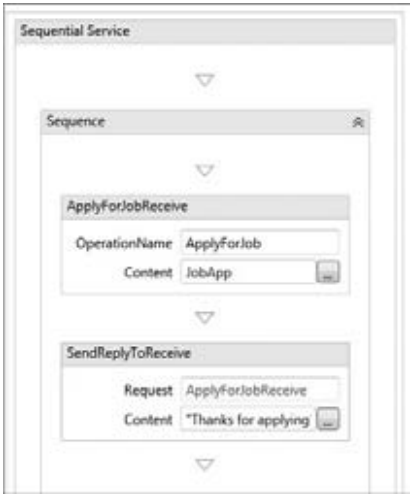 Sequential Service
Sequence
ApplyForJobReceive
OperationName ApplyForJob
Content JobApp ...
SendReplyToReceive
Request ApplyForJobReceive
Content "Thanks for applying ...